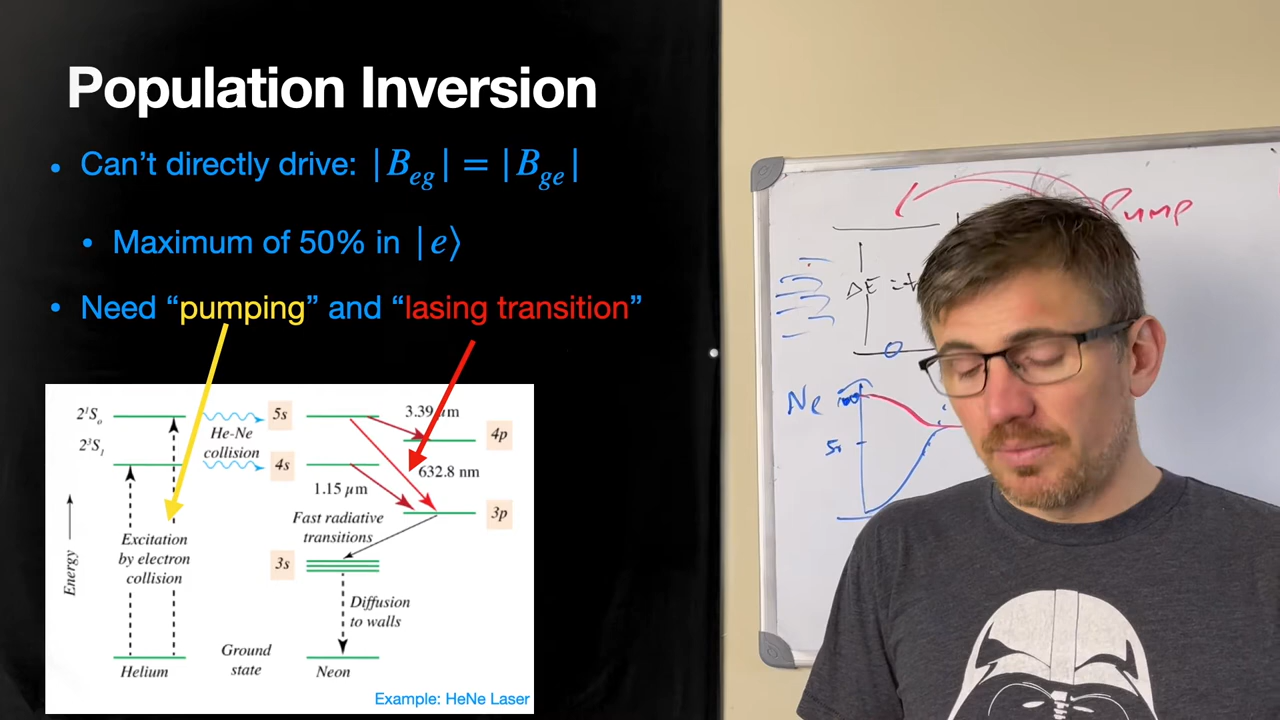 Population Inversion
• Can't directly drive: |B_eg| = |B_ge|
• Maximum of 50% in |e⟩
• Need “pumping” and “lasing transition”
2¹S₀
2³S₁
He-Ne
collision
5s
4s
3.39 μm
4p
632.8 nm
1.15 μm
3p
Fast radiative
transitions
3s
Energy
Excitation
by electron
collision
Diffusion
to walls
Ground
state
Helium
Neon
Example: HeNe Laser
Pump
ΔE =
Ne